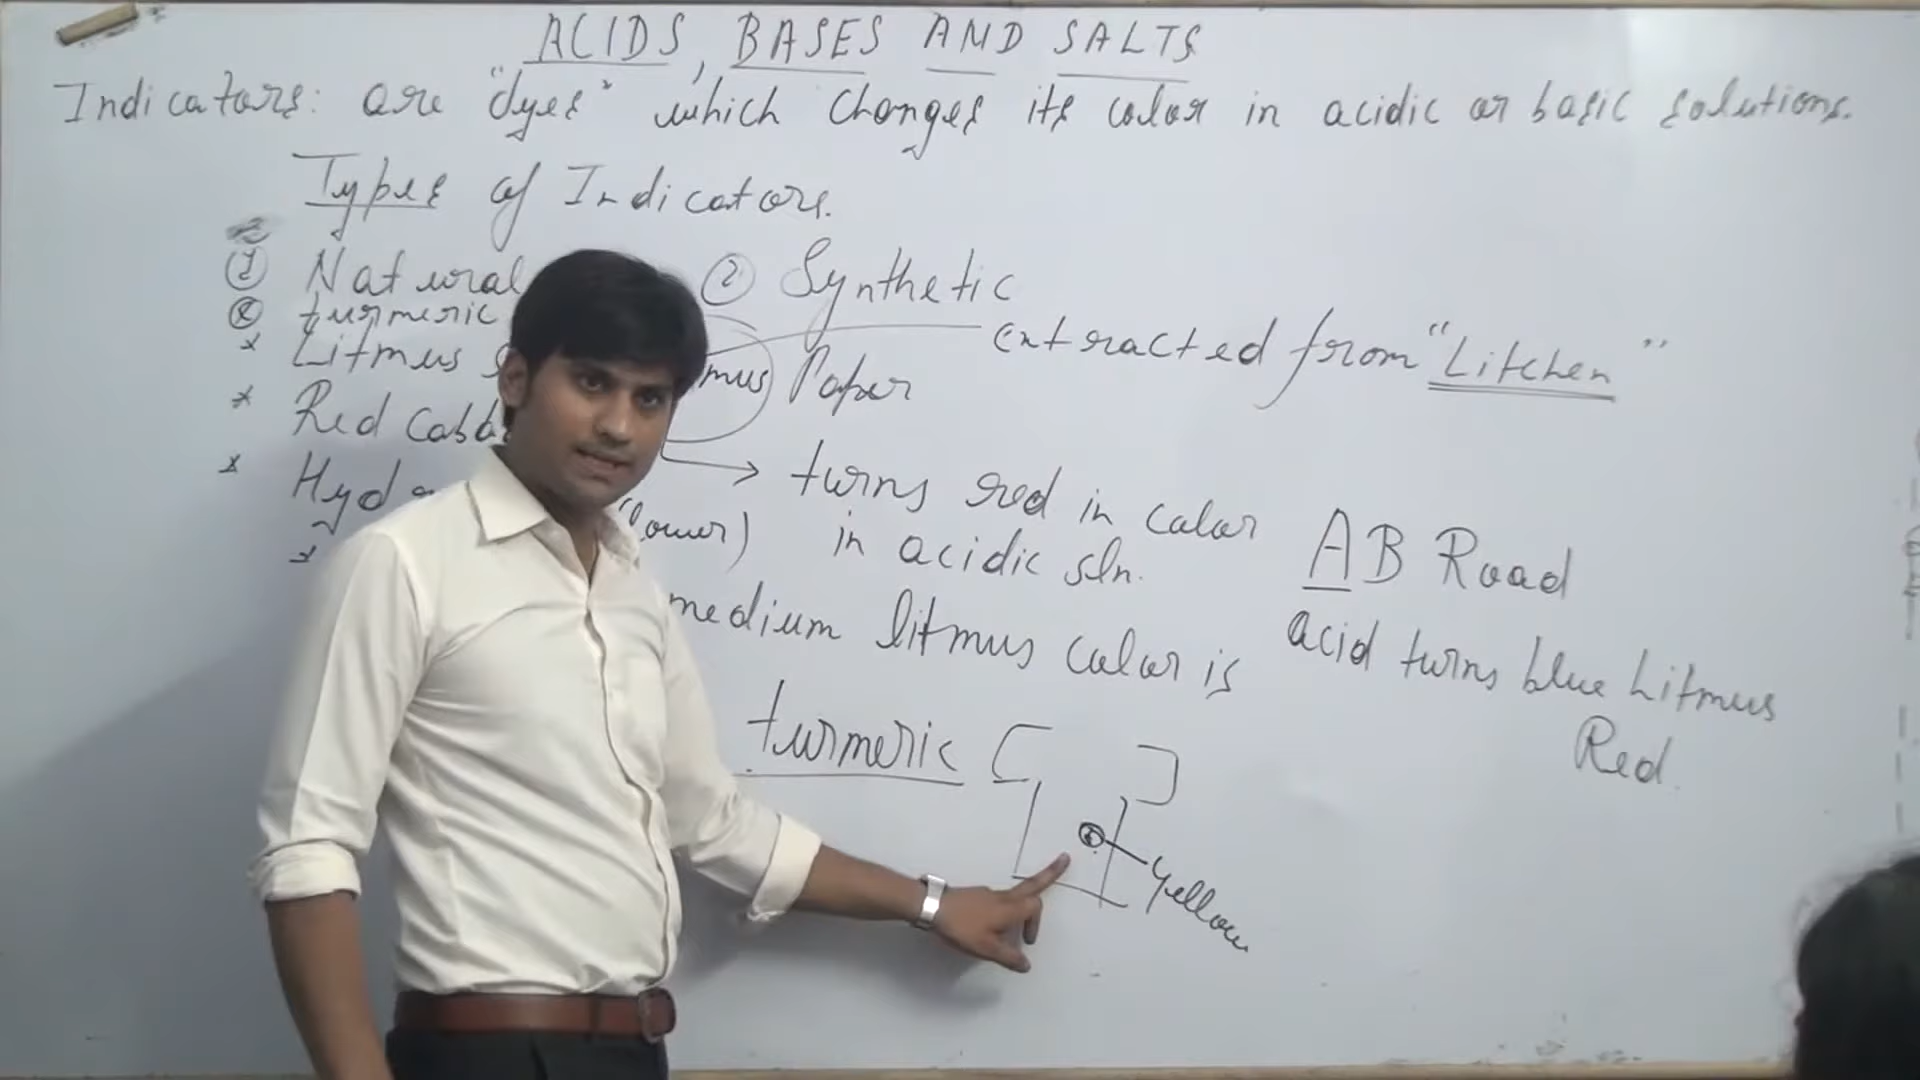 ACIDS, BASES AND SALTS
Indicators: are "dyes" which changes its color in acidic or basic solutions.
Types of Indicators.
① Natural ② Synthetic
turmeric
* Litmus
mus Paper
extracted from "Litchen"
* Red Cabb
* Hyd
lower)
→ turns red in color
in acidic sln.
*
medium litmus color is
AB Road
acid turns blue Litmus
Red
turmeric [ ]
yellow